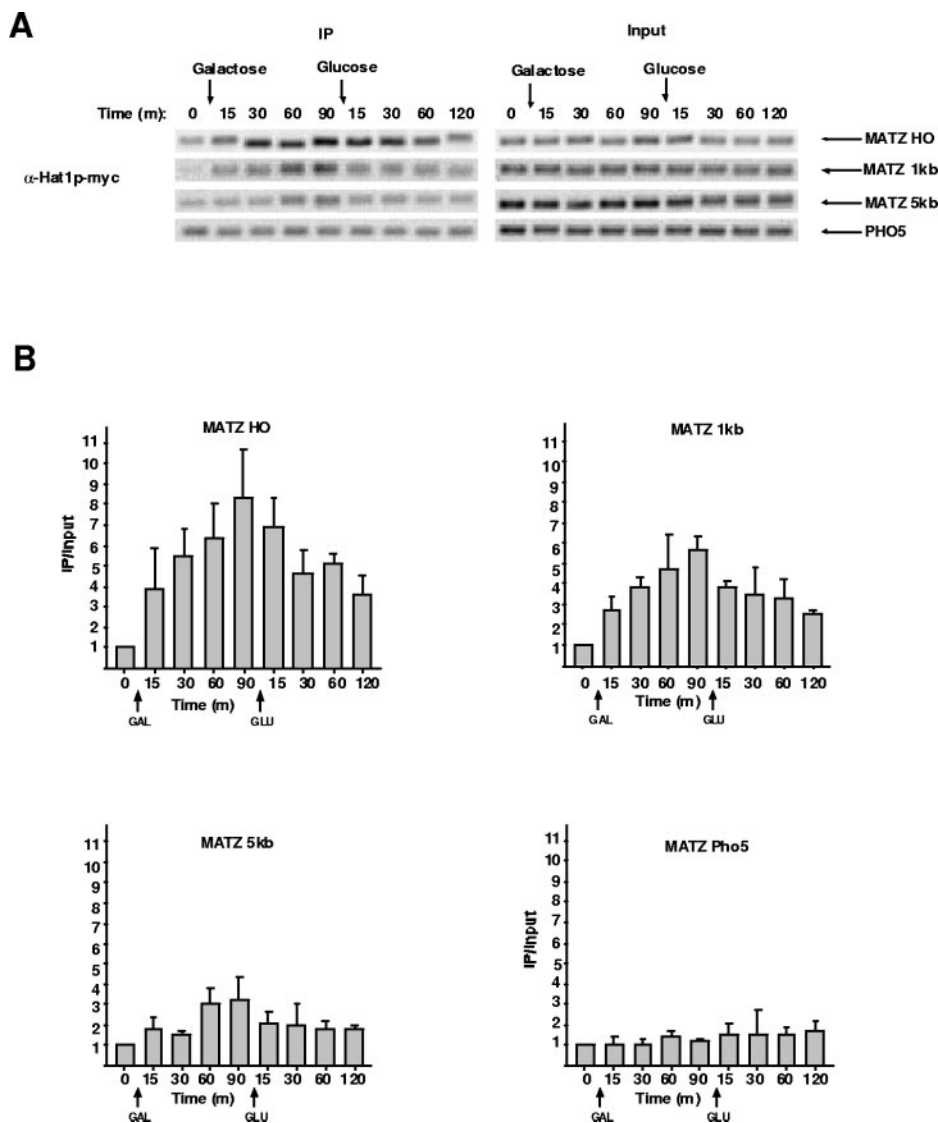 A
IP
Input
Galactose
Glucose
Galactose
Glucose
Time (m): 0 15 30 60 90 15 30 60 120
0 15 30 60 90 15 30 60 120
α-Hat1p-myc
MATZ HO
MATZ 1kb
MATZ 5kb
PHO5
B
MATZ HO
IP/Input
11
10
9
8
7
6
5
4
3
2
1
0 15 30 60 90 15 30 60 120
Time (m)
GAL
GLU
MATZ 1kb
11
10
9
8
7
6
5
4
3
2
1
0 15 30 60 90 15 30 60 120
Time (m)
GAL
GLU
MATZ 5kb
11
10
9
8
7
6
5
4
3
2
1
0 15 30 60 90 15 30 60 120
Time (m)
GAL
GLU
MATZ Pho5
IP/Input
11
10
9
8
7
6
5
4
3
2
1
0 15 30 60 90 15 30 60 120
Time (m)
GAL
GLU